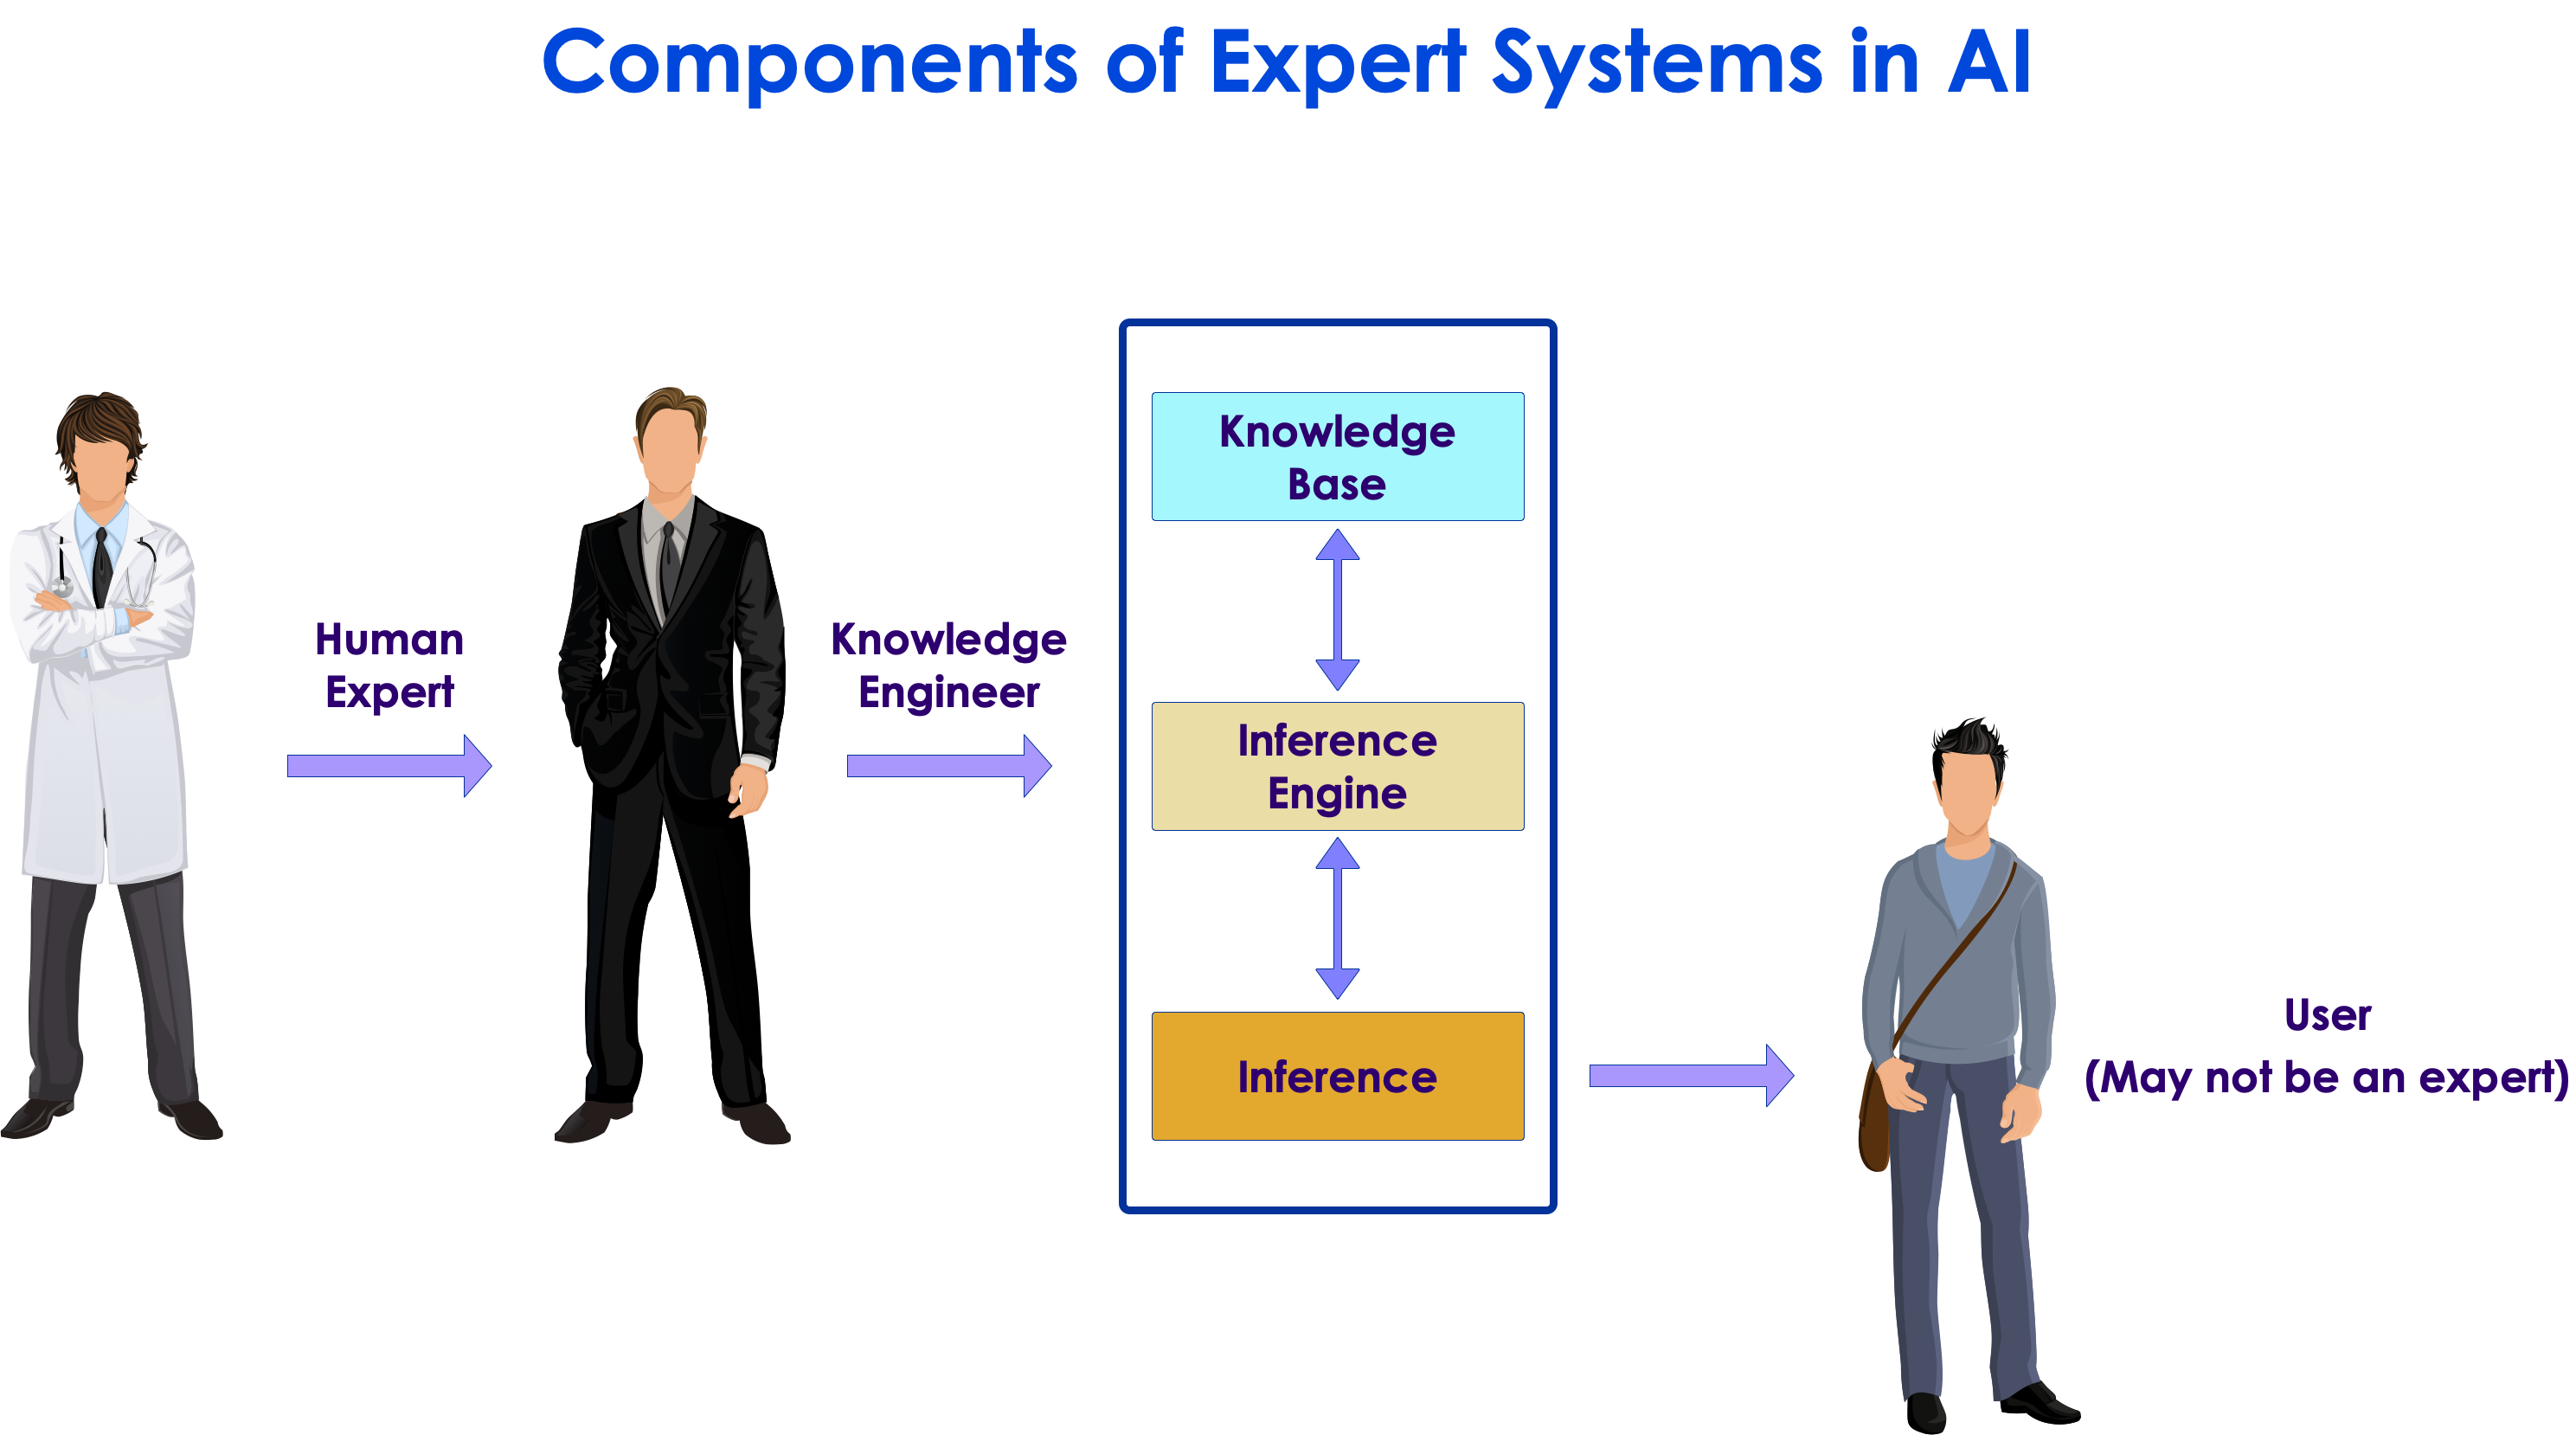 Components of Expert Systems in AI
Human
Expert
Knowledge
Engineer
Knowledge
Base
Inference
Engine
Inference
User
(May not be an expert)